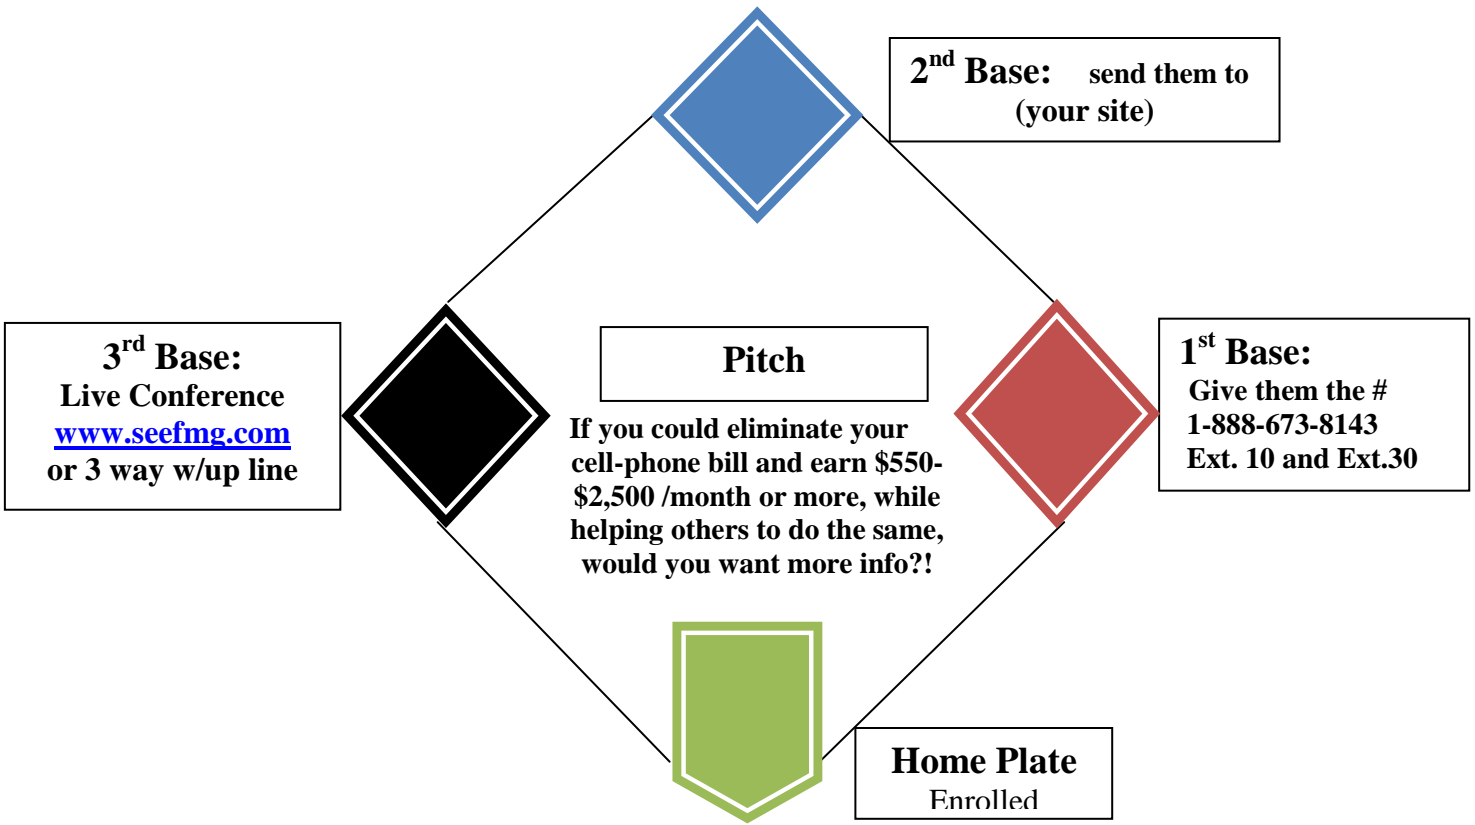 2nd Base: send them to
(your site)
3rd Base:
Live Conference
www.seefmg.com
or 3 way w/up line
Pitch
If you could eliminate your
cell-phone bill and earn $550-
$2,500 /month or more, while
helping others to do the same,
would you want more info?!
1st Base:
Give them the #
1-888-673-8143
Ext. 10 and Ext.30
Home Plate
Enrolled